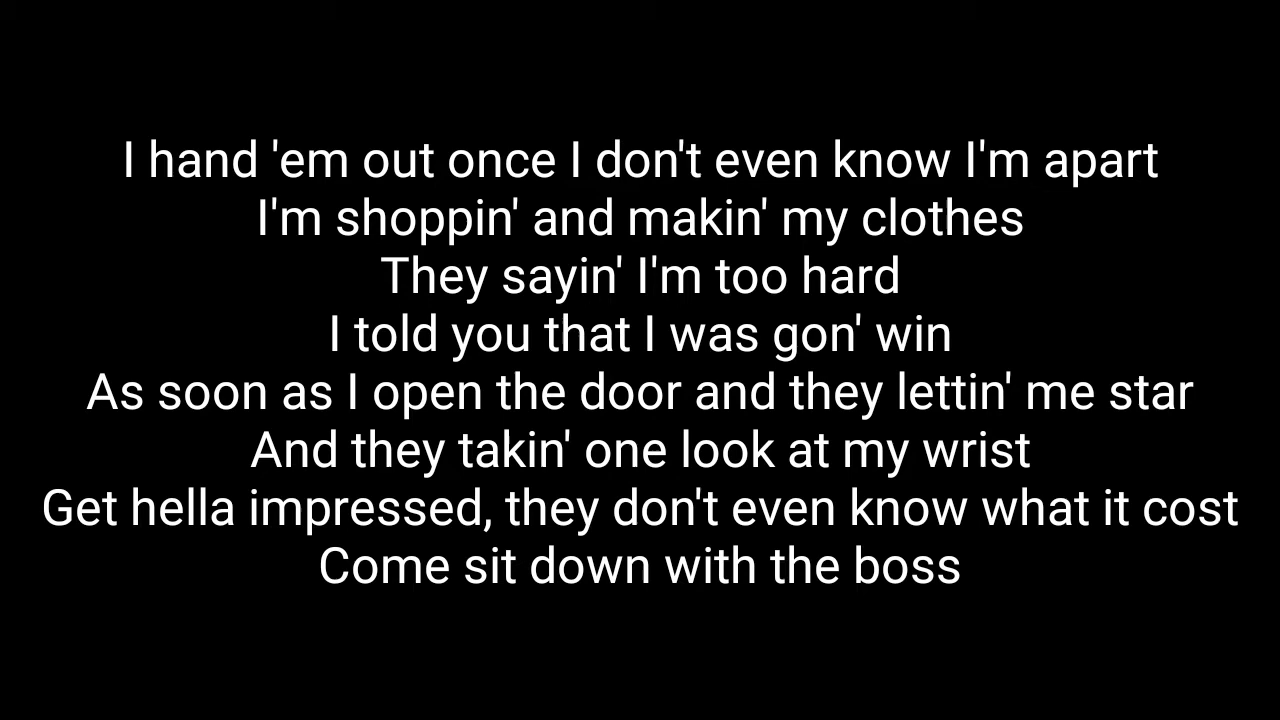 I hand 'em out once I don't even know I'm apart
I'm shoppin' and makin' my clothes
They sayin' I'm too hard
I told you that I was gon' win
As soon as I open the door and they lettin' me star
And they takin' one look at my wrist
Get hella impressed, they don't even know what it cost
Come sit down with the boss